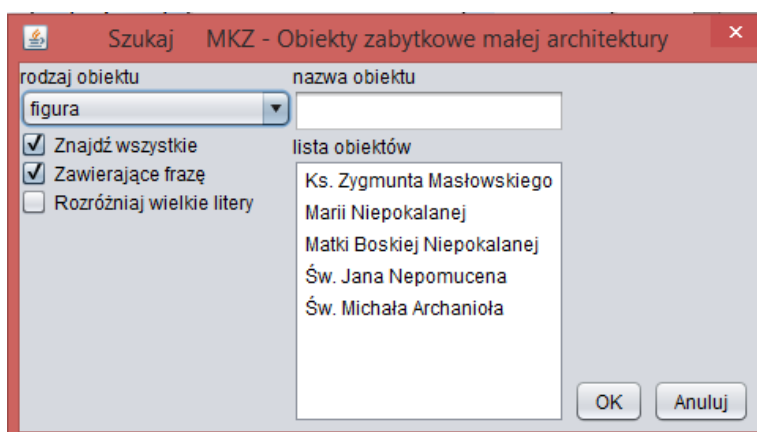 Szukaj MKZ - Obiekty zabytkowe małej architektury
rodzaj obiektu
figura
Znajdź wszystkie
Zawierające frazę
Rozróżniaj wielkie litery
nazwa obiektu
lista obiektów
Ks. Zygmunta Masłowskiego
Marii Niepokalanej
Matki Boskiej Niepokalanej
Św. Jana Nepomucena
Św. Michała Archanioła
OK
Anuluj